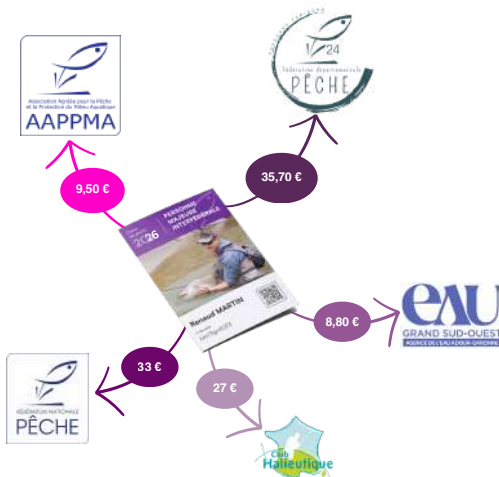 24
Fédération départementale
PÊCHE
Association Agréée pour la Pêche
et la Protection du Milieu Aquatique
AAPPMA
9,50 €
35,70 €
2026
PERSONNE
MAJEURE
INTERFÉDÉRALE
Renaud MARTIN
8,80 €
eau
GRAND SUD-OUEST
AGENCE DE L'EAU ADOUR-GARONNE
33 €
27 €
FÉDÉRATION NATIONALE
PÊCHE
Club
Halieutique